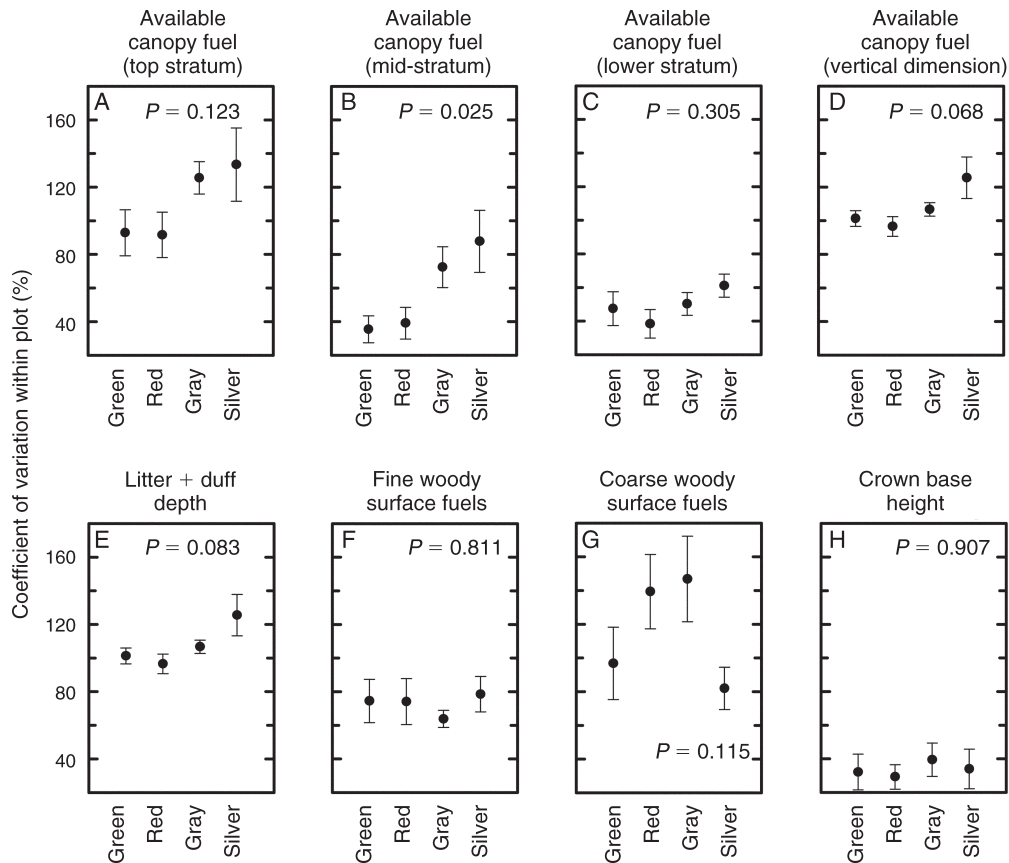 Available
canopy fuel
(top stratum)
Available
canopy fuel
(mid-stratum)
Available
canopy fuel
(lower stratum)
Available
canopy fuel
(vertical dimension)
Coefficient of variation within plot (%)
A
P = 0.123
160
120
80
40
Green
Red
Gray
Silver
B
P = 0.025
Green
Red
Gray
Silver
C
P = 0.305
Green
Red
Gray
Silver
D
P = 0.068
Green
Red
Gray
Silver
Litter + duff
depth
Fine woody
surface fuels
Coarse woody
surface fuels
Crown base
height
E
P = 0.083
160
120
80
40
Green
Red
Gray
Silver
F
P = 0.811
Green
Red
Gray
Silver
G
P = 0.115
Green
Red
Gray
Silver
H
P = 0.907
Green
Red
Gray
Silver